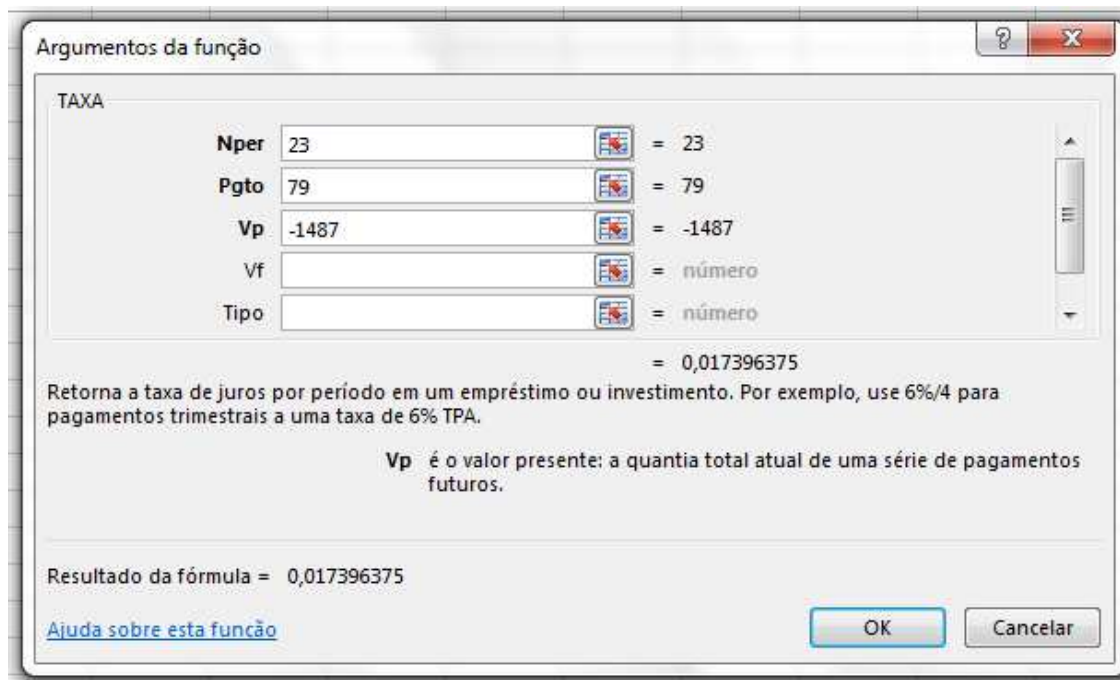 Argumentos da função
TAXA
Nper 23 = 23
Pgto 79 = 79
Vp -1487 = -1487
Vf = número
Tipo = número
= 0,017396375
Retorna a taxa de juros por período em um empréstimo ou investimento. Por exemplo, use 6%/4 para
pagamentos trimestrais a uma taxa de 6% TPA.
Vp é o valor presente: a quantia total atual de uma série de pagamentos
futuros.
Resultado da fórmula = 0,017396375
Ajuda sobre esta função
OK Cancelar